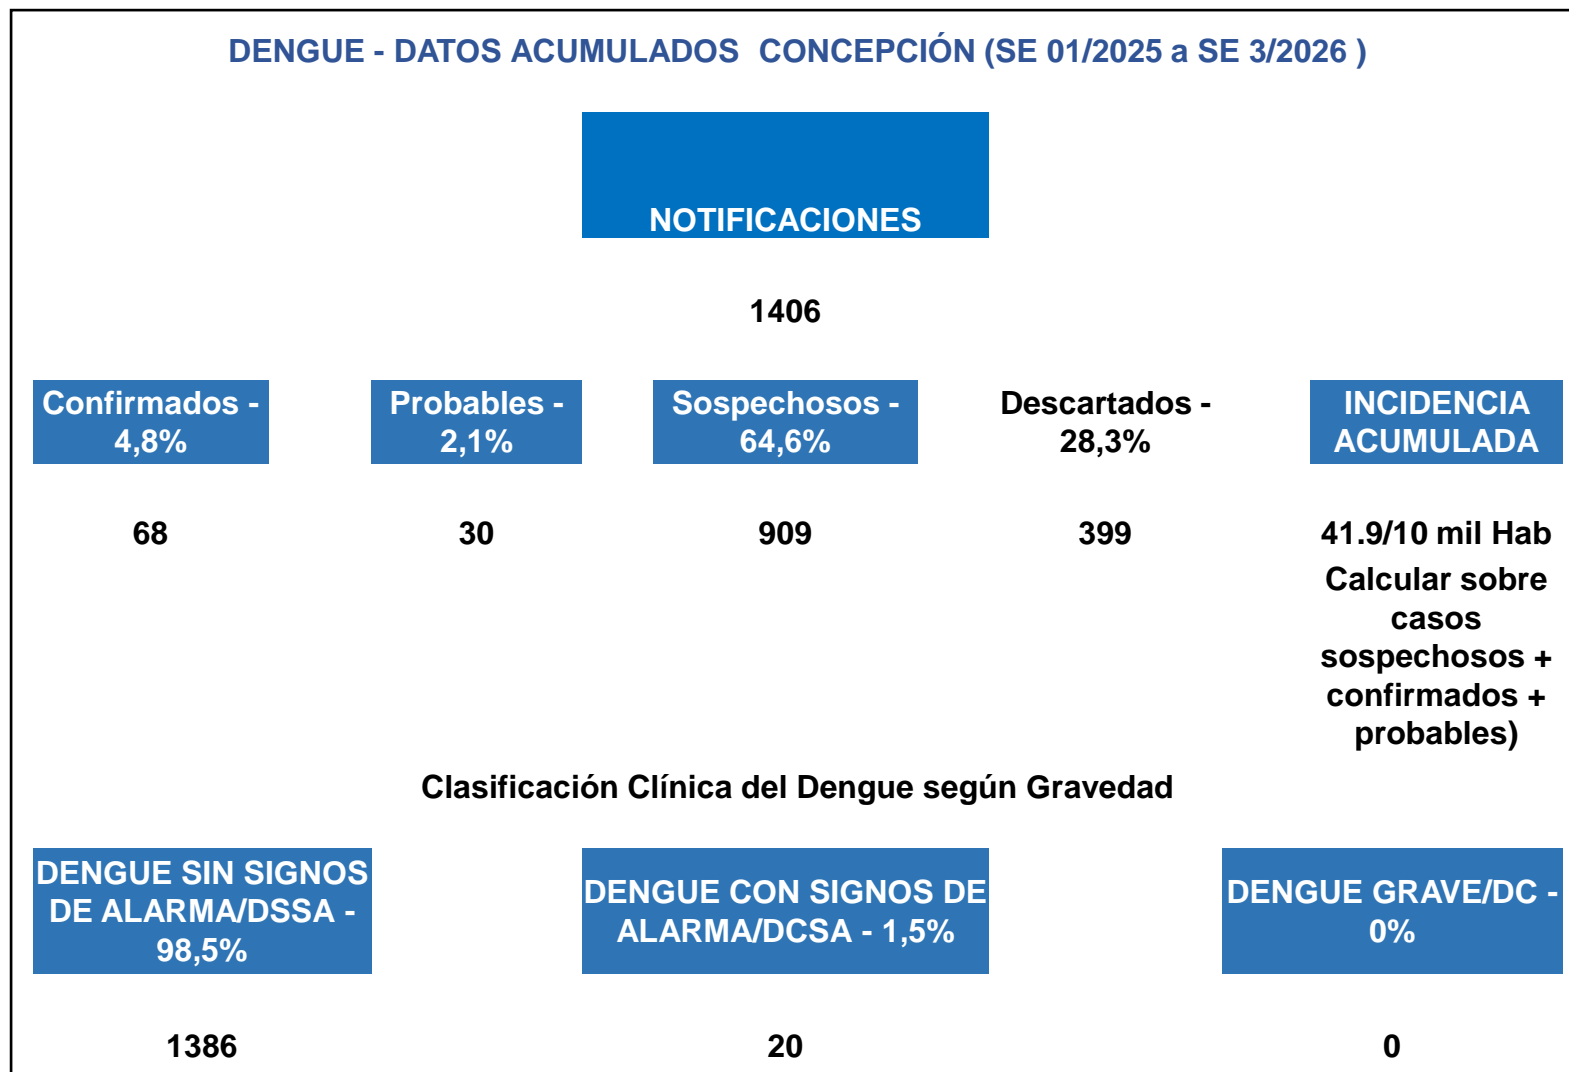 DENGUE - DATOS ACUMULADOS CONCEPCIÓN (SE 01/2025 a SE 3/2026 )
NOTIFICACIONES
1406
Confirmados -
4,8%
Probables -
2,1%
Sospechosos -
64,6%
Descartados -
28,3%
INCIDENCIA
ACUMULADA
68
30
909
399
41.9/10 mil Hab
Calcular sobre
casos
sospechosos +
confirmados +
probables)
Clasificación Clínica del Dengue según Gravedad
DENGUE SIN SIGNOS
DE ALARMA/DSSA -
98,5%
DENGUE CON SIGNOS DE
ALARMA/DCSA - 1,5%
DENGUE GRAVE/DC -
0%
1386
20
0